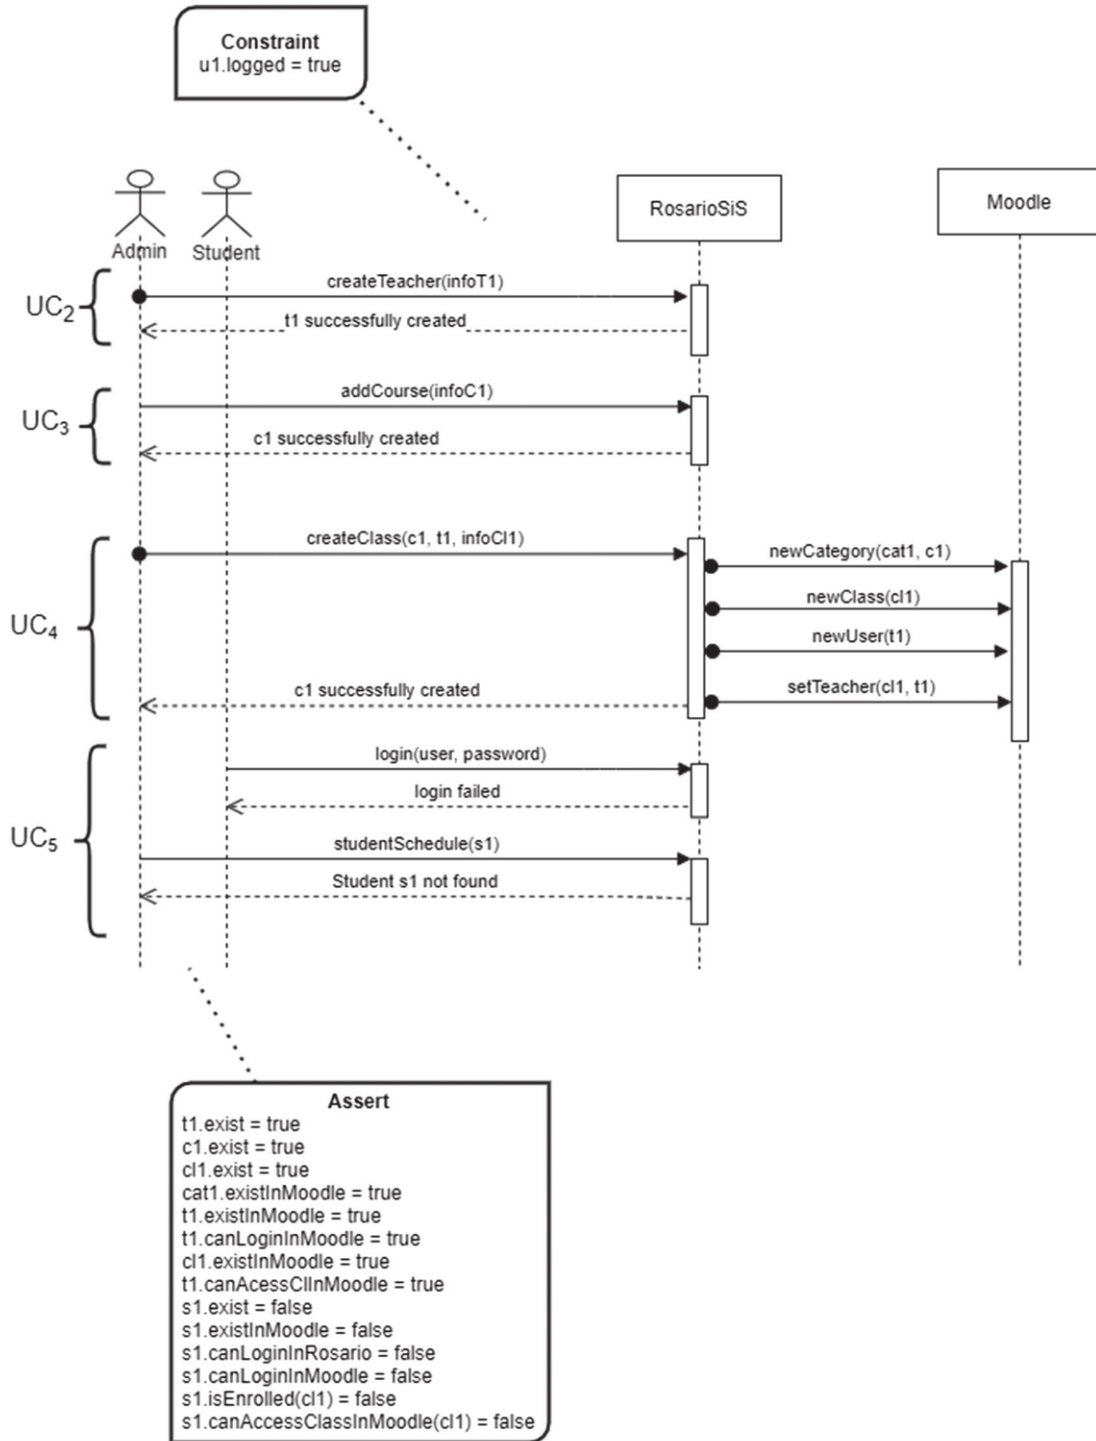 Constraint
u1.logged = true
RosarioSiS
Moodle
Admin
Student
UC2
createTeacher(infoT1)
t1 successfully created
UC3
addCourse(infoC1)
c1 successfully created
UC4
createClass(c1, t1, infoCl1)
newCategory(cat1, c1)
newClass(cl1)
newUser(t1)
setTeacher(cl1, t1)
c1 successfully created
UC5
login(user, password)
login failed
studentSchedule(s1)
Student s1 not found
Assert
t1.exist = true
c1.exist = true
cl1.exist = true
cat1.existInMoodle = true
t1.existInMoodle = true
t1.canLoginInMoodle = true
cl1.existInMoodle = true
t1.canAcessClInMoodle = true
s1.exist = false
s1.existInMoodle = false
s1.canLoginInRosario = false
s1.canLoginInMoodle = false
s1.isEnrolled(cl1) = false
s1.canAccessClassInMoodle(cl1) = false